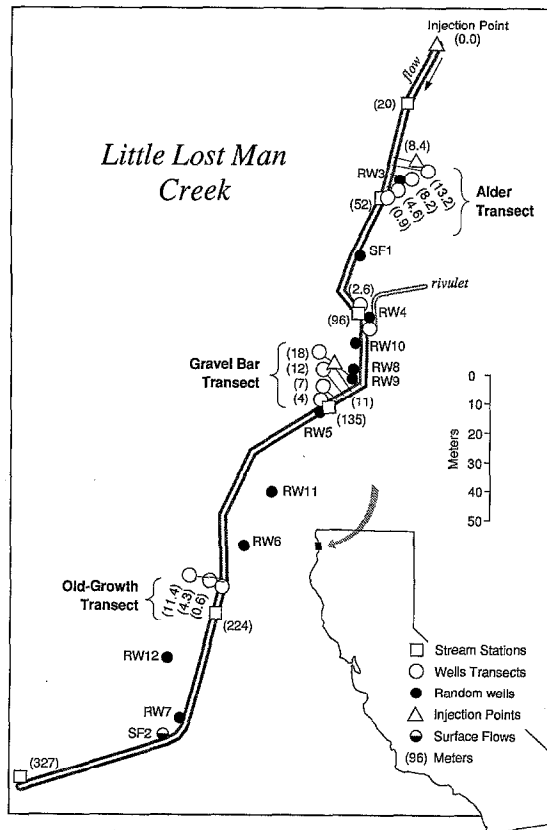 Injection Point
(0.0)
flow
(20)
Little Lost Man
Creek
(8.4)
RW3
(13.2)
(8.2)
(4.6)
(0.9)
Alder
Transect
(52)
SF1
(2.6)
rivulet
(96)
RW4
RW10
(18)
(12)
(7)
(4)
Gravel Bar
Transect
RW8
RW9
(11)
RW5
(135)
0
10
20
30
40
50
Meters
RW11
RW6
Old-Growth
Transect
(11.4)
(4.3)
(0.6)
(224)
RW12
RW7
SF2
(327)
Stream Stations
Wells Transects
Random wells
Injection Points
Surface Flows
(96) Meters